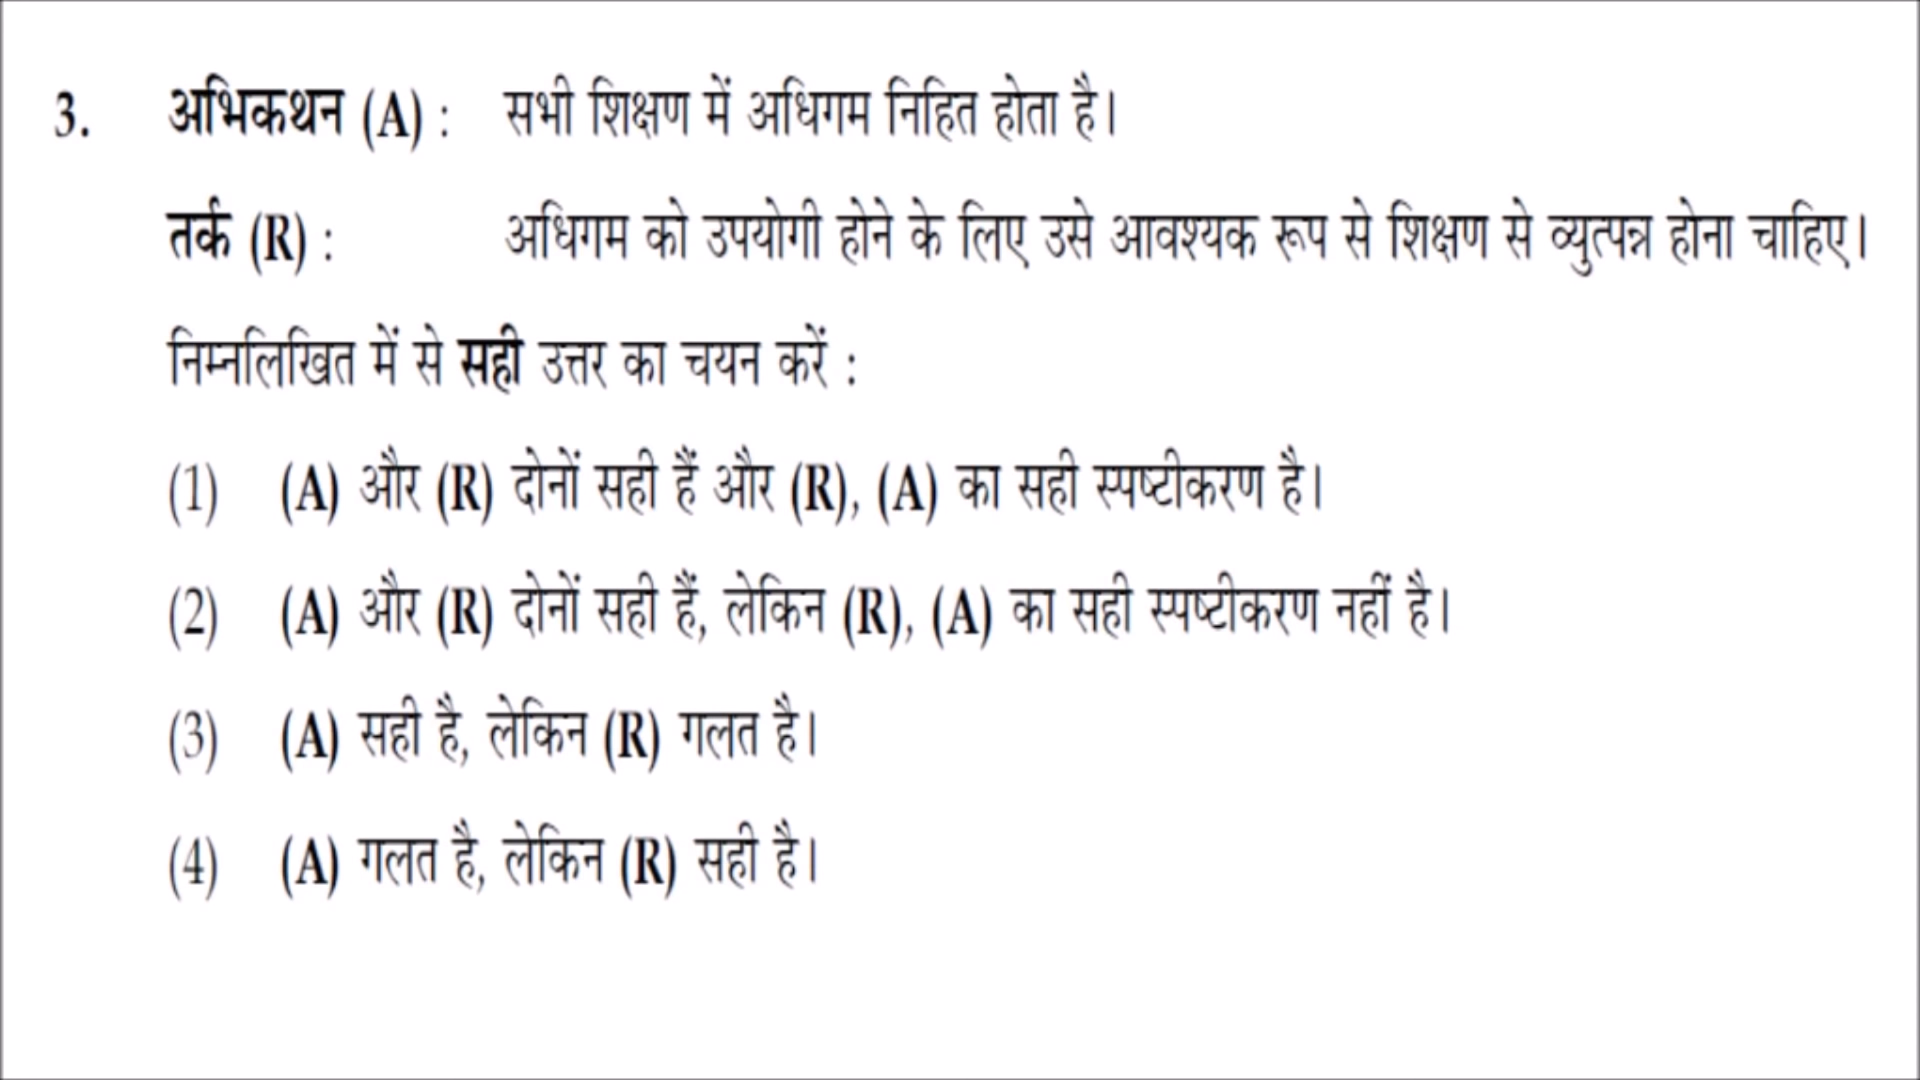 3. अभिकथन (A) : सभी शिक्षण में अधिगम निहित होता है।
तर्क (R) : अधिगम को उपयोगी होने के लिए उसे आवश्यक रूप से शिक्षण से व्युत्पन्न होना चाहिए।
निम्नलिखित में से सही उत्तर का चयन करें :
(1) (A) और (R) दोनों सही हैं और (R), (A) का सही स्पष्टीकरण है।
(2) (A) और (R) दोनों सही हैं, लेकिन (R), (A) का सही स्पष्टीकरण नहीं है।
(3) (A) सही है, लेकिन (R) गलत है।
(4) (A) गलत है, लेकिन (R) सही है।